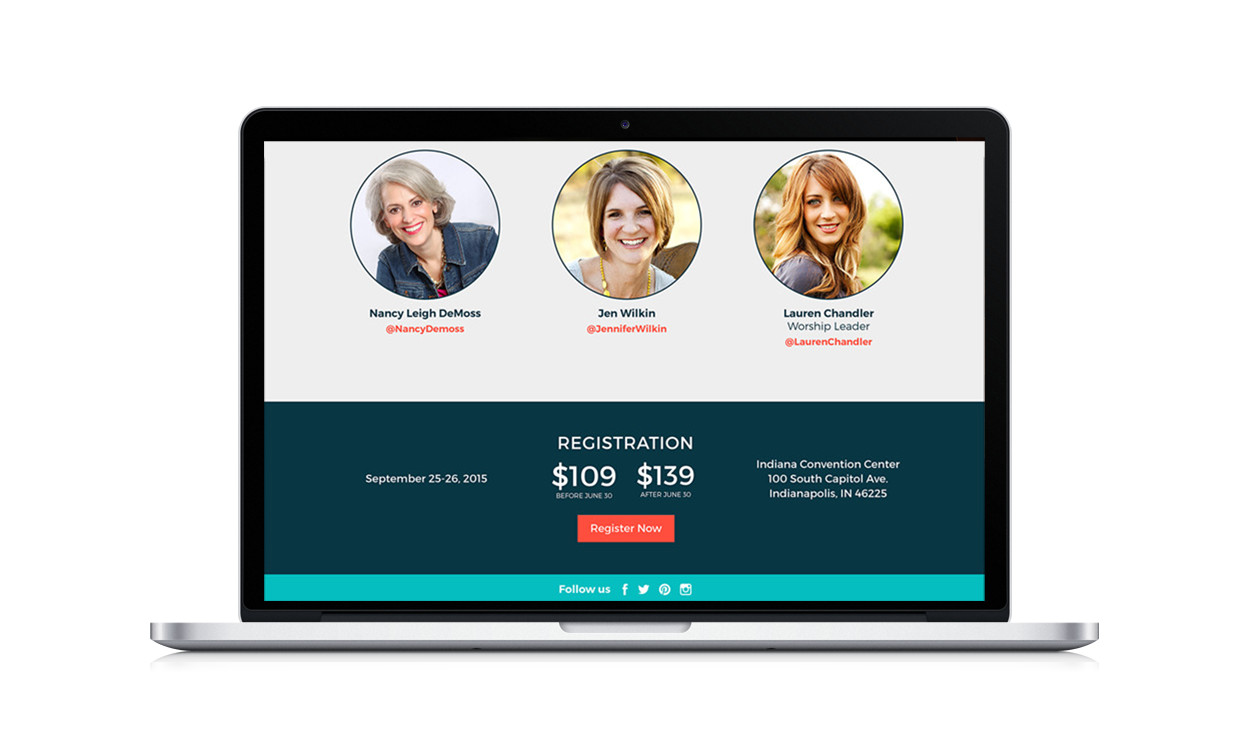 Nancy Leigh DeMoss
@NancyDemoss
Jen Wilkin
@JenniferWilkin
Lauren Chandler
Worship Leader
@LaurenChandler
REGISTRATION
September 25-26, 2015
$109 $139
BEFORE JUNE 30 AFTER JUNE 30
Indiana Convention Center
100 South Capitol Ave.
Indianapolis, IN 46225
Register Now
Follow us